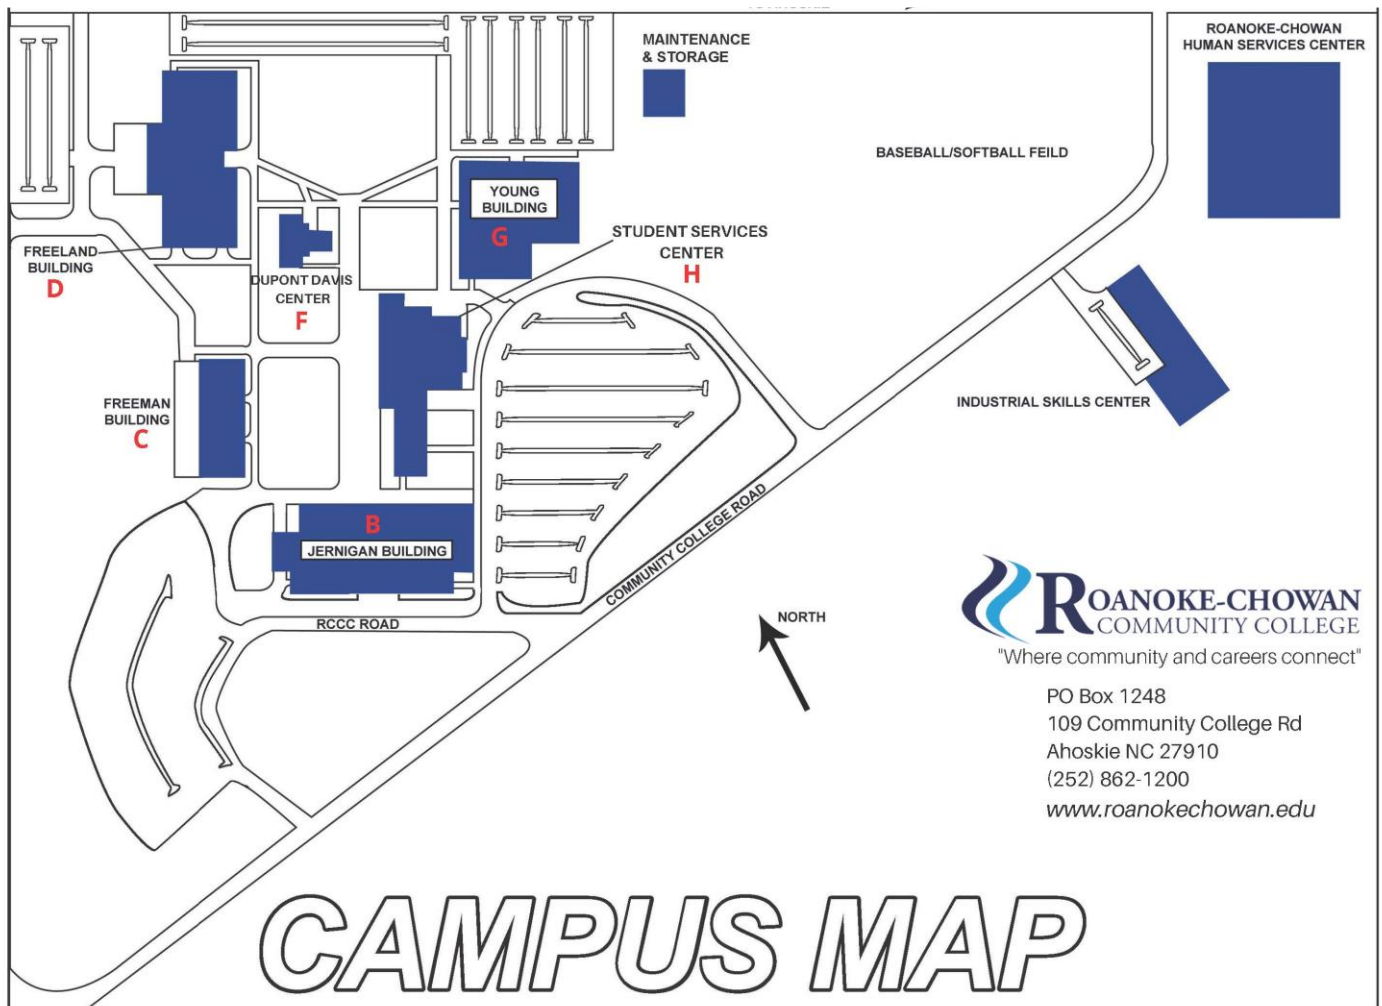 MAINTENANCE
& STORAGE
ROANOKE-CHOWAN
HUMAN SERVICES CENTER
BASEBALL/SOFTBALL FEILD
YOUNG
BUILDING
G
STUDENT SERVICES
CENTER
H
FREELAND
BUILDING
D
DUPONT DAVIS
CENTER
F
FREEMAN
BUILDING
C
INDUSTRIAL SKILLS CENTER
B
JERNIGAN BUILDING
COMMUNITY COLLEGE ROAD
RCCC ROAD
NORTH
ROANOKE-CHOWAN
COMMUNITY COLLEGE
"Where community and careers connect"
PO Box 1248
109 Community College Rd
Ahoskie NC 27910
(252) 862-1200
www.roanokechowan.edu
CAMPUS MAP